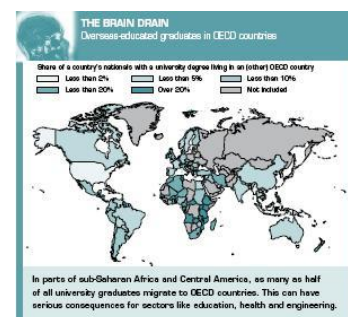 THE BRAIN DRAIN
Overseas-educated graduates in OECD countries
Share of a country's nationals with a university degree living in an (other) OECD country
Less than 2% Less than 5% Less than 10%
Less than 20% Over 20% Not included
In parts of sub-Saharan Africa and Central America, as many as half
of all university graduates migrate to OECD countries. This can have
serious consequences for sectors like education, health and engineering.